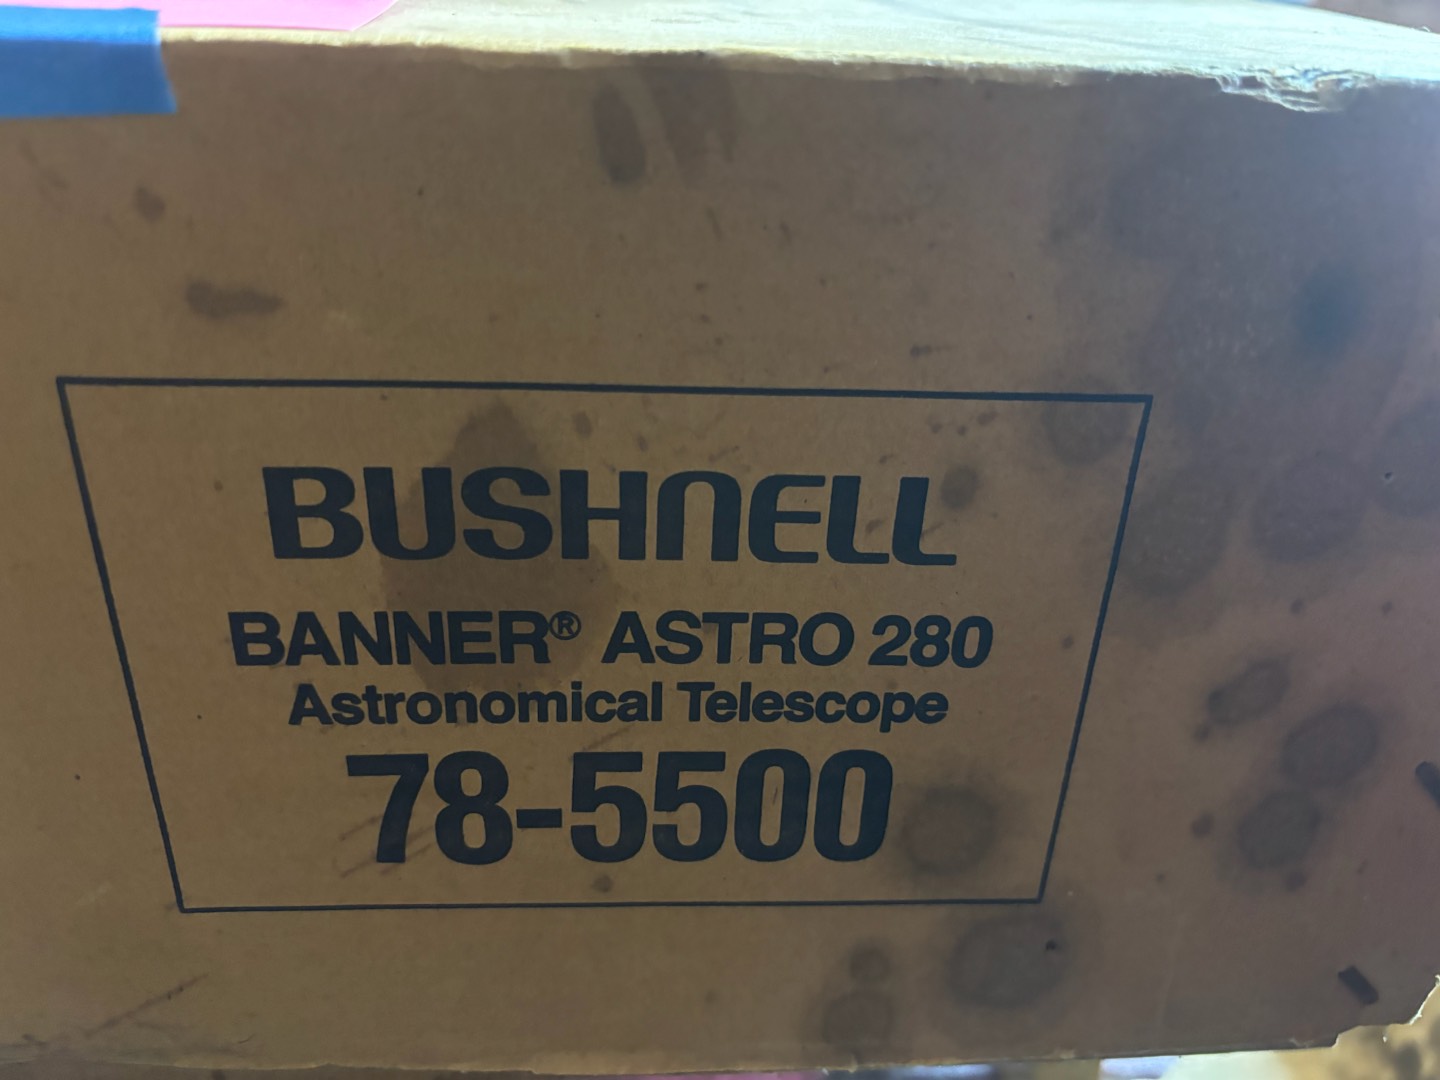 BUSHNELL
BANNER® ASTRO 280
Astronomical Telescope
78-5500